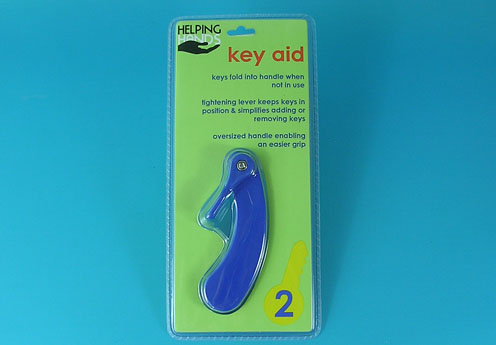 HELPING
HANDS
key aid
keys fold into handle when
not in use
tightening lever keeps keys in
position & simplifies adding or
removing keys
oversized handle enabling
an easier grip
2